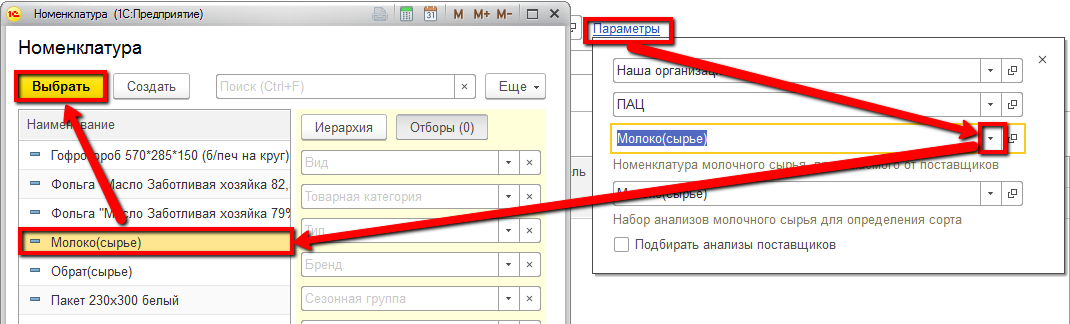 Номенклатура (1С:Предприятие)
M M+ M-
31
Номенклатура
Выбрать
Создать
Поиск (Ctrl+F)
Еще
Наименование
Гофрокороб 570*285*150 (б/печ на круг)
Фольга "Масло Заботливая хозяйка 82,
Фольга "Масло Заботливая хозяйка 79%
Молоко(сырье)
Обрат(сырье)
Пакет 230х300 белый
Иерархия
Отборы (0)
Вид
Товарная категория
Тип
Бренд
Сезонная группа
Параметры
Наша организац
ПАЦ
Молоко(сырье)
Номенклатура молочного сырья, от поставщиков
Молоко(сырье)
Набор анализов молочного сырья для определения сорта
Подбирать анализы поставщиков